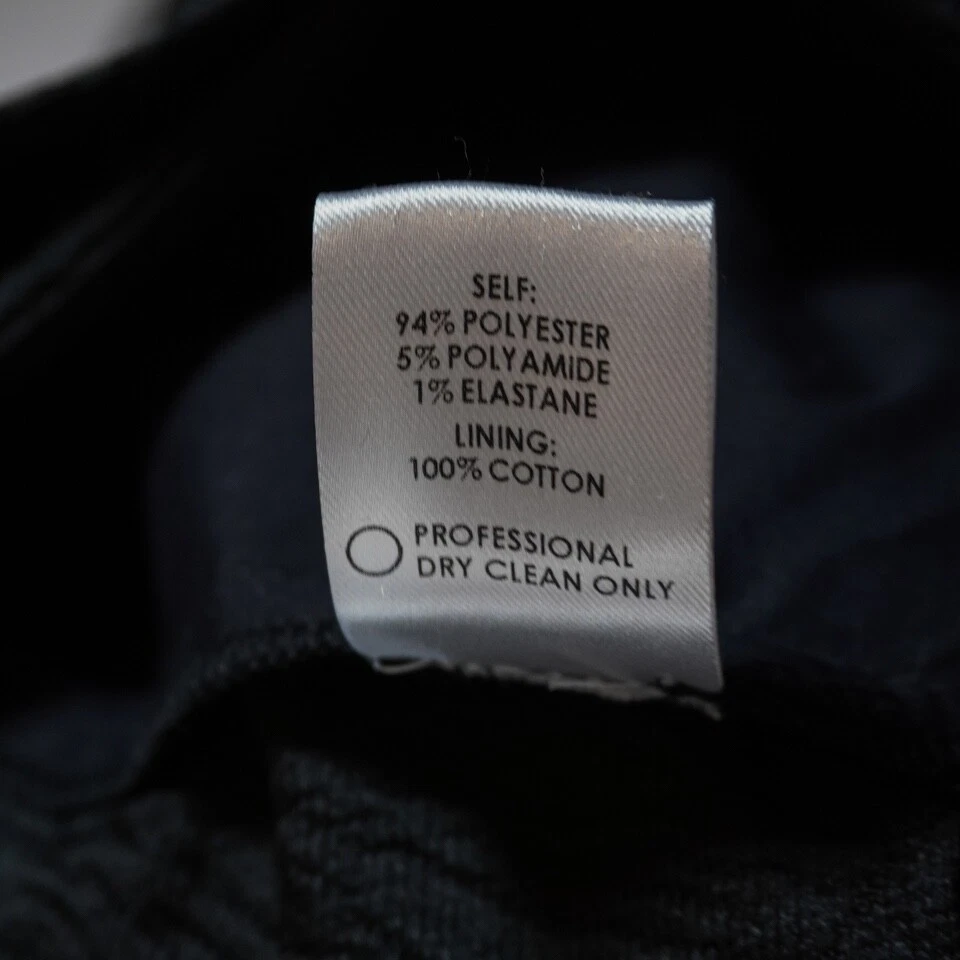 SELF:
94% POLYESTER
5% POLYAMIDE
1% ELASTANE
LINING:
100% COTTON
PROFESSIONAL
DRY CLEAN ONLY